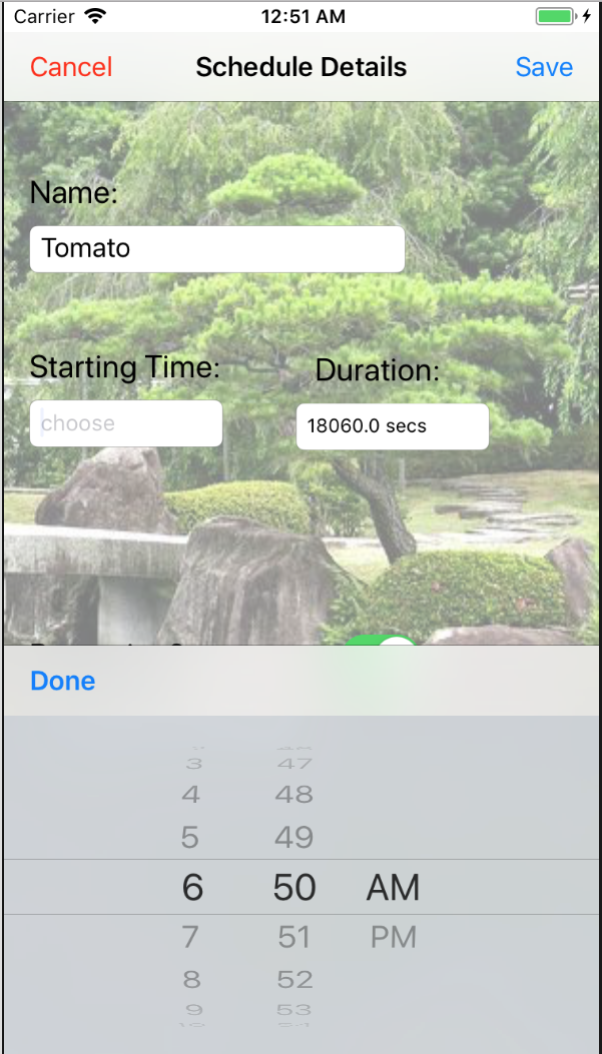 Carrier 12:51 AM
Cancel Schedule Details Save
Name:
Tomato
Starting Time: Duration:
choose 18060.0 secs
Done
3 47
4 48
5 49
6 50 AM
7 51 PM
8 52
9 53